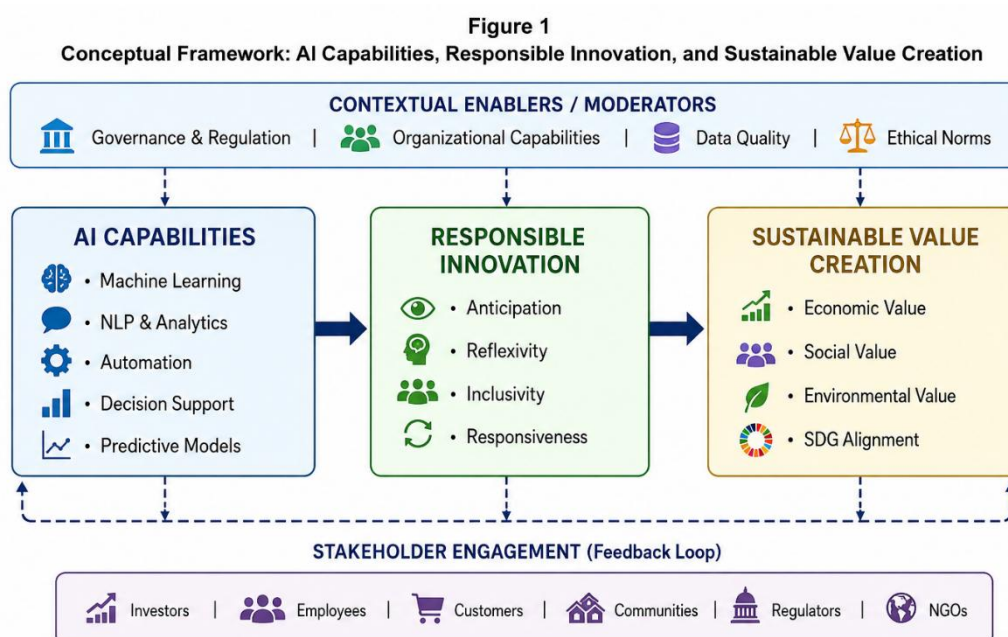 Figure 1
Conceptual Framework: AI Capabilities, Responsible Innovation, and Sustainable Value Creation
CONTEXTUAL ENABLERS / MODERATORS
Governance & Regulation | Organizational Capabilities | Data Quality | Ethical Norms
AI CAPABILITIES
• Machine Learning
• NLP & Analytics
• Automation
• Decision Support
• Predictive Models
RESPONSIBLE
INNOVATION
• Anticipation
• Reflexivity
• Inclusivity
• Responsiveness
SUSTAINABLE VALUE
CREATION
• Economic Value
• Social Value
• Environmental Value
• SDG Alignment
STAKEHOLDER ENGAGEMENT (Feedback Loop)
Investors | Employees | Customers | Communities | Regulators | NGOs